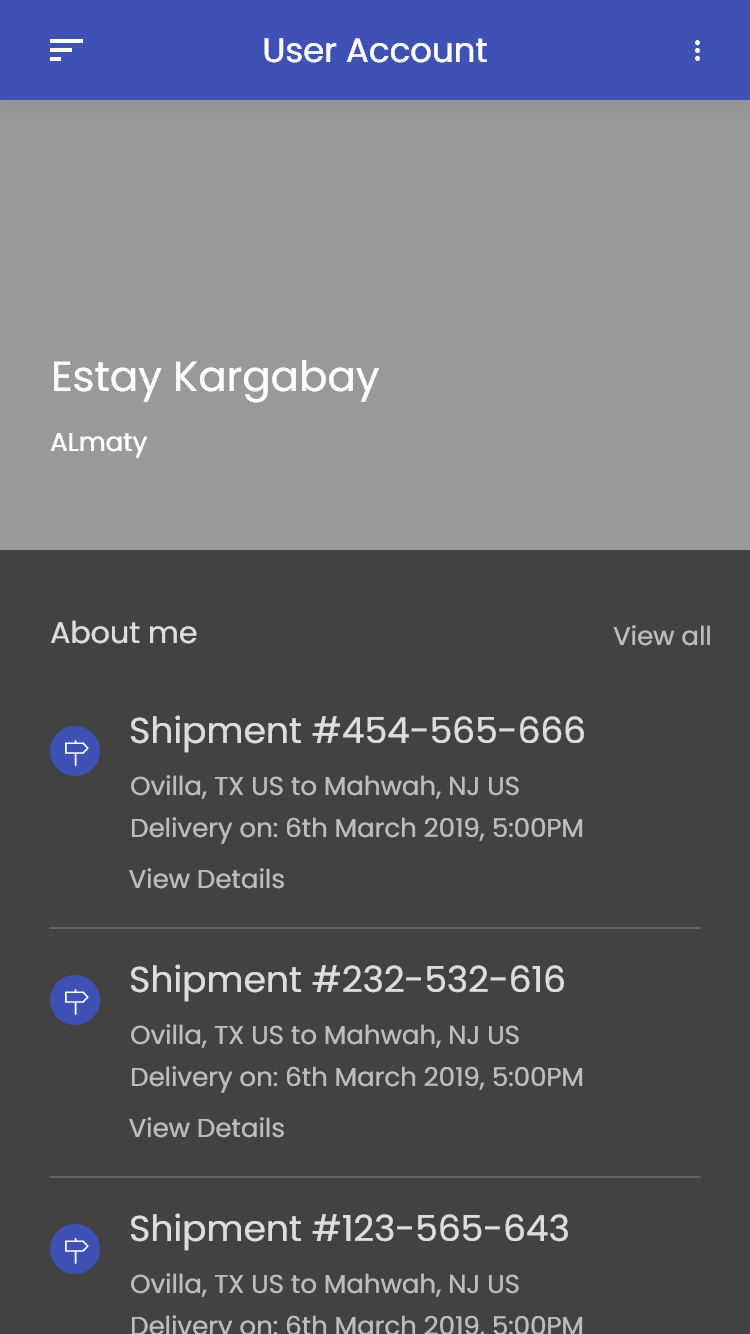 User Account
Estay Kargabay
ALmaty
About me
View all
Shipment #454-565-666
Ovilla, TX US to Mahwah, NJ US
Delivery on: 6th March 2019, 5:00PM
View Details
Shipment #232-532-616
Ovilla, TX US to Mahwah, NJ US
Delivery on: 6th March 2019, 5:00PM
View Details
Shipment #123-565-643
Ovilla, TX US to Mahwah, NJ US
Delivery on: 6th March 2019, 5:00PM